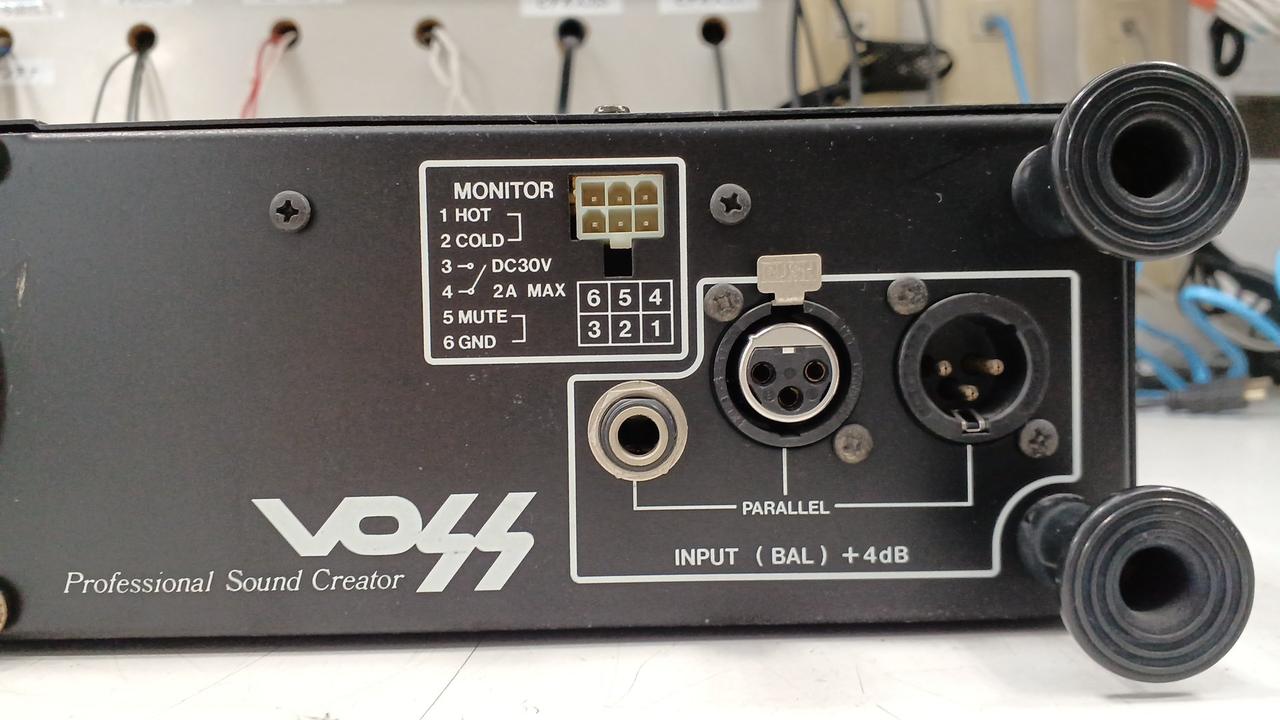 MONITOR
1 HOT
2 COLD
3 DC30V
4 2A MAX
5 MUTE
6 GND
6 5 4
3 2 1
PUSH
PARALLEL
INPUT (BAL) +4dB
VOSS
Professional Sound Creator